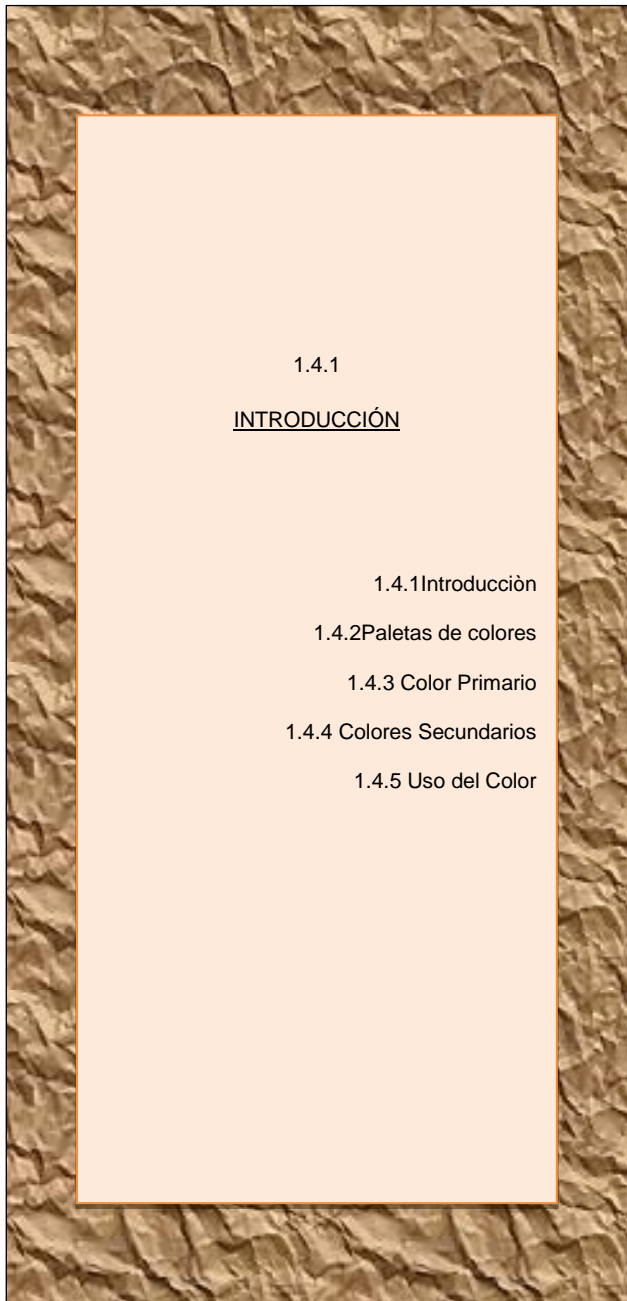 1.4.1
INTRODUCCIÓN
1.4.1Introducciòn
1.4.2Paletas de colores
1.4.3 Color Primario
1.4.4 Colores Secundarios
1.4.5 Uso del Color